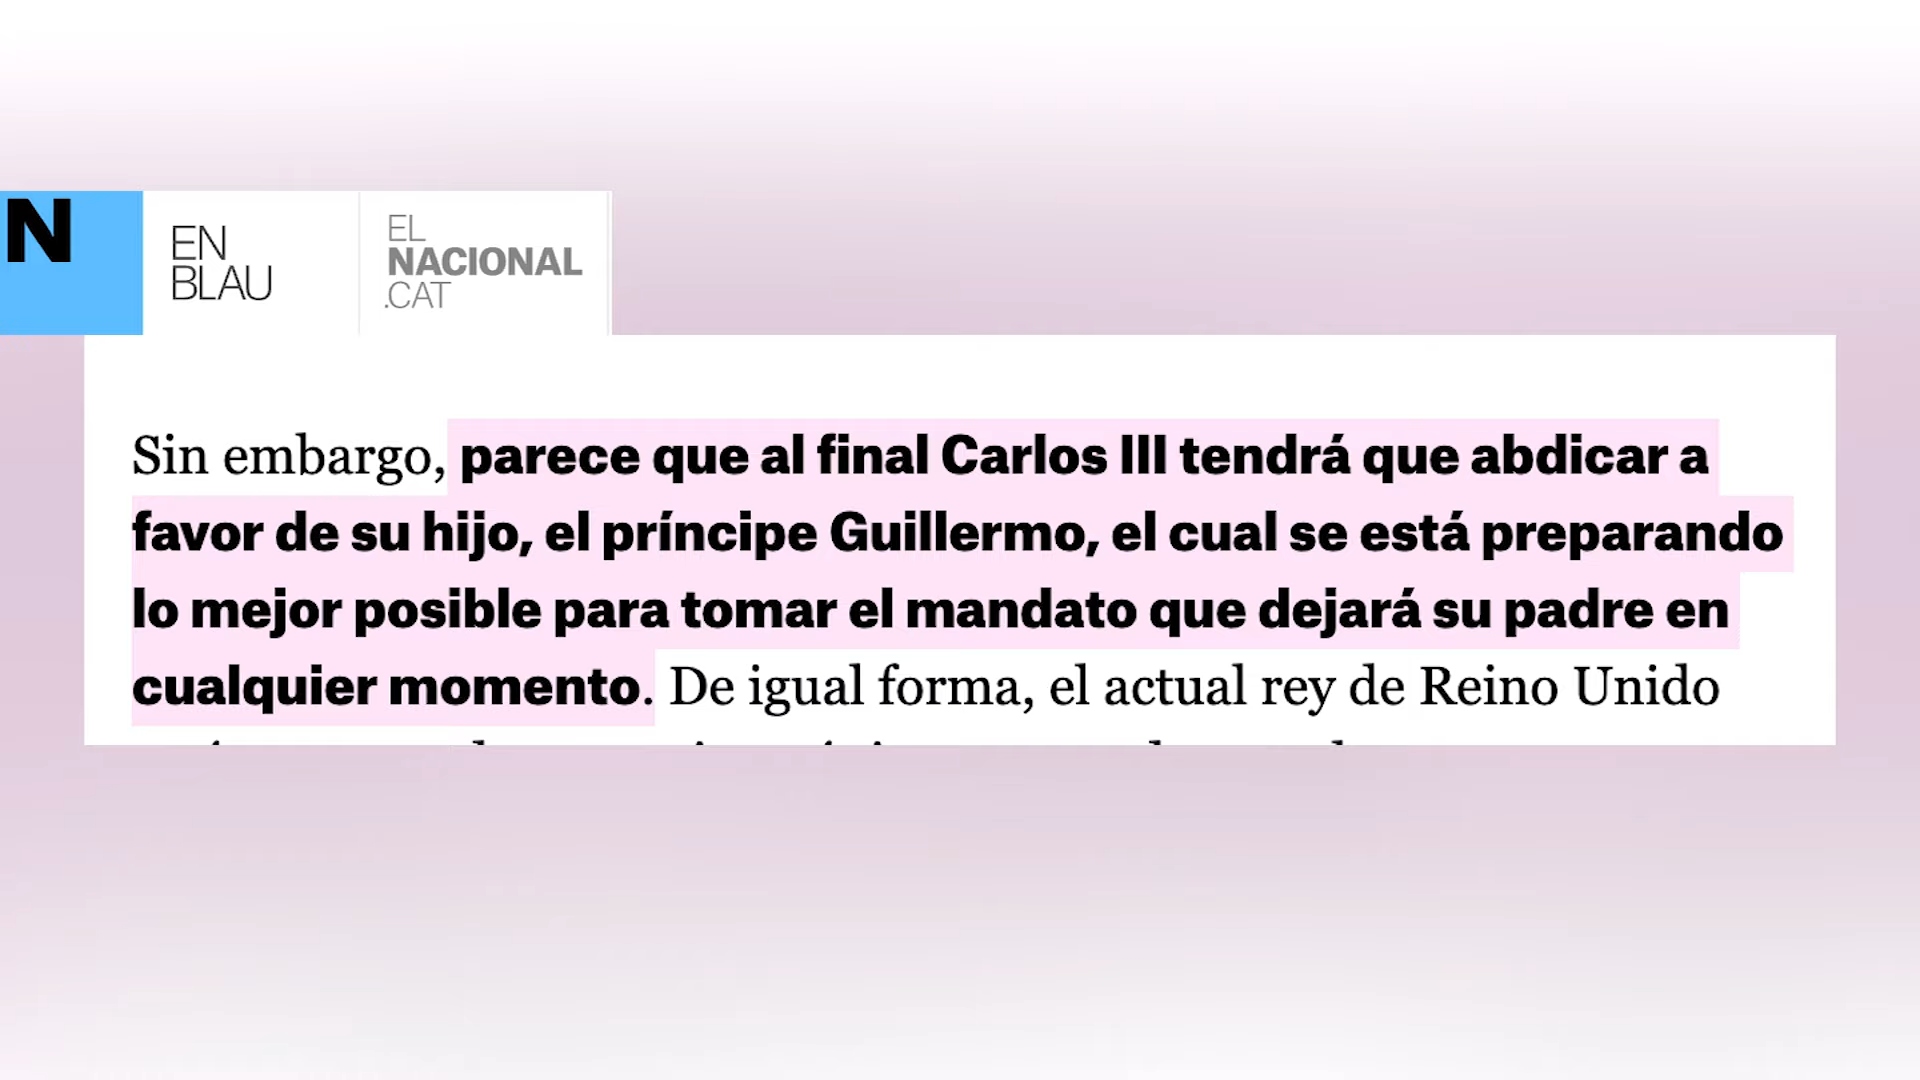 N
EN
BLAU
EL
NACIONAL
.CAT
Sin embargo, parece que al final Carlos III tendrá que abdicar a
favor de su hijo, el príncipe Guillermo, el cual se está preparando
lo mejor posible para tomar el mandato que dejará su padre en
cualquier momento. De igual forma, el actual rey de Reino Unido